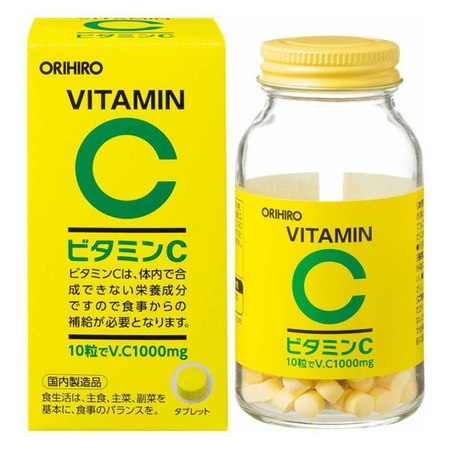 ORIHIRO
VITAMIN
C
ビタミンC
ビタミンCは、体内で合
成できない栄養成分
ですので食事からの
補給が必要となります。
10粒でV.C1000mg
国内製造品
タブレット
食生活は、主食、主菜、副菜を
基本に、食事のバランスを。
ORIHIRO
VITAMIN
C
ビタミンC
10粒でV.C1000mg